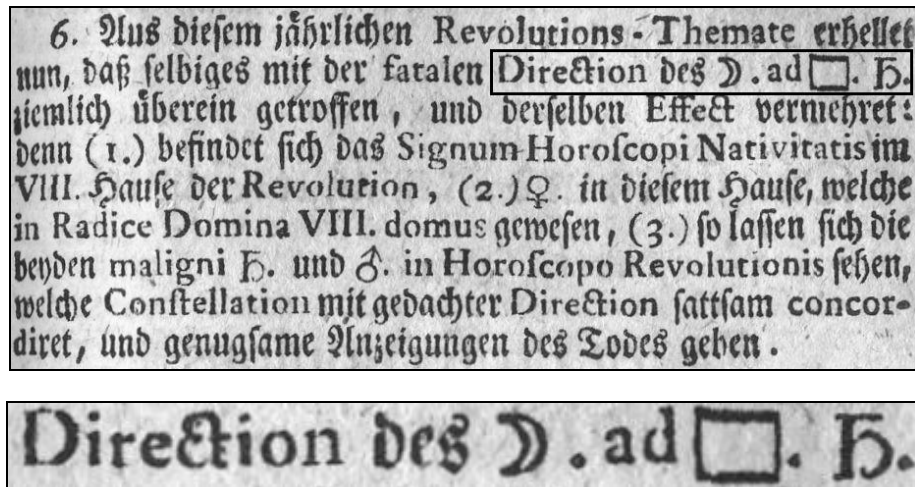 6. Aus dieſem jåhrlichen Revolutions-Themate erhellet
nun, daß ſelbiges mit der fatalen Direction des ☽. ad □. ♄.
ziemlich überein getroffen, und derſelben Effect vermehret:
denn (1.) befindet ſich das Signum Horoſcopi Nativitatis im
VIII. Hauſe der Revolution, (2.) ♀. in dieſem Hauſe, welche
in Radice Domina VIII. domus geweſen, (3.) ſo laſſen ſich die
beyden maligni ♄. und ♂. in Horoſcopo Revolutionis ſehen,
welche Conſtellation mit gedachter Direction ſattſam concor-
diret, und genugſame Anzeigungen des Todes geben.
Direction des ☽. ad □. ♄.